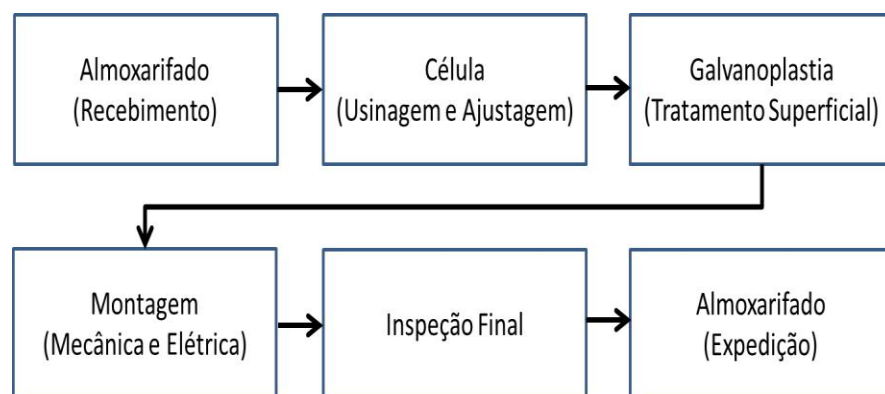 Almoxarifado
(Recebimento)
Célula
(Usinagem e Ajustagem)
Galvanoplastia
(Tratamento Superficial)
Montagem
(Mecânica e Elétrica)
Inspeção Final
Almoxarifado
(Expedição)